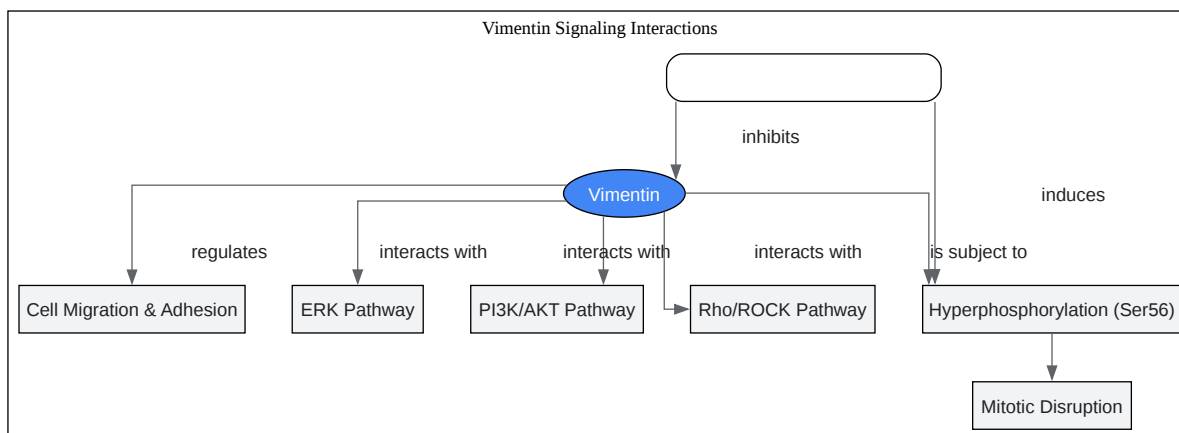 Vimentin Signaling Interactions
inhibits
Vimentin
induces
regulates
interacts with
interacts with
interacts with
is subject to
Cell Migration & Adhesion
ERK Pathway
PI3K/AKT Pathway
Rho/ROCK Pathway
Hyperphosphorylation (Ser56)
Mitotic Disruption